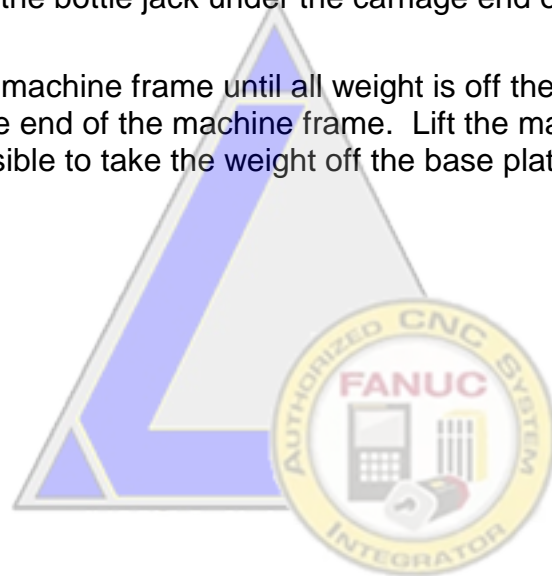 the bottle jack under the carriage end o
machine frame until all weight is off the
e end of the machine frame.  Lift the ma
sible to take the weight off the base plat
AUTHORIZED CNC SYSTEM
FANUC
INTEGRATOR